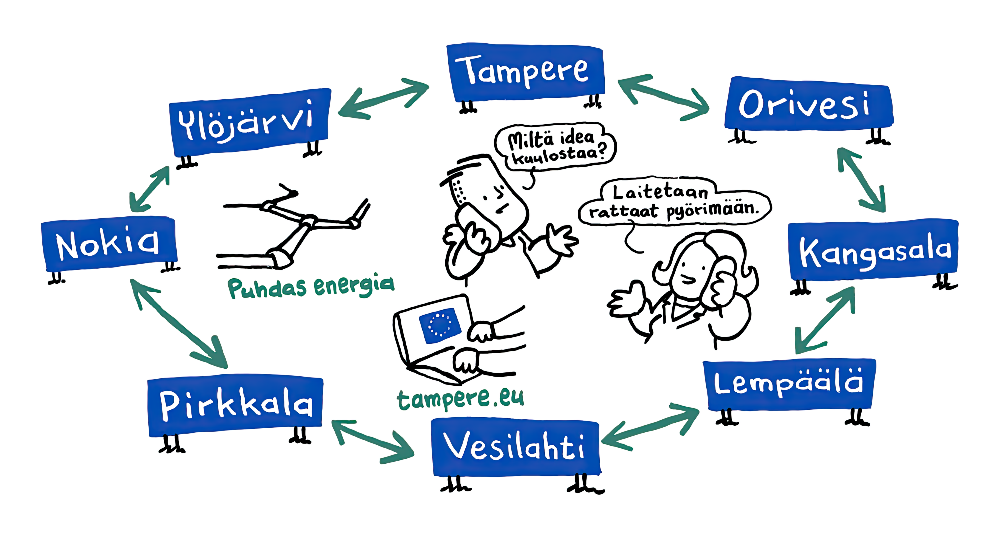 Tampere
Ylöjärvi
Orivesi
Miltä idea
kuulostaa?
Laitetaan
rattaat pyörimään.
Nokia
Kangasala
Puhdas energia
Pirkkala
tampere.eu
Lempäälä
Vesilahti